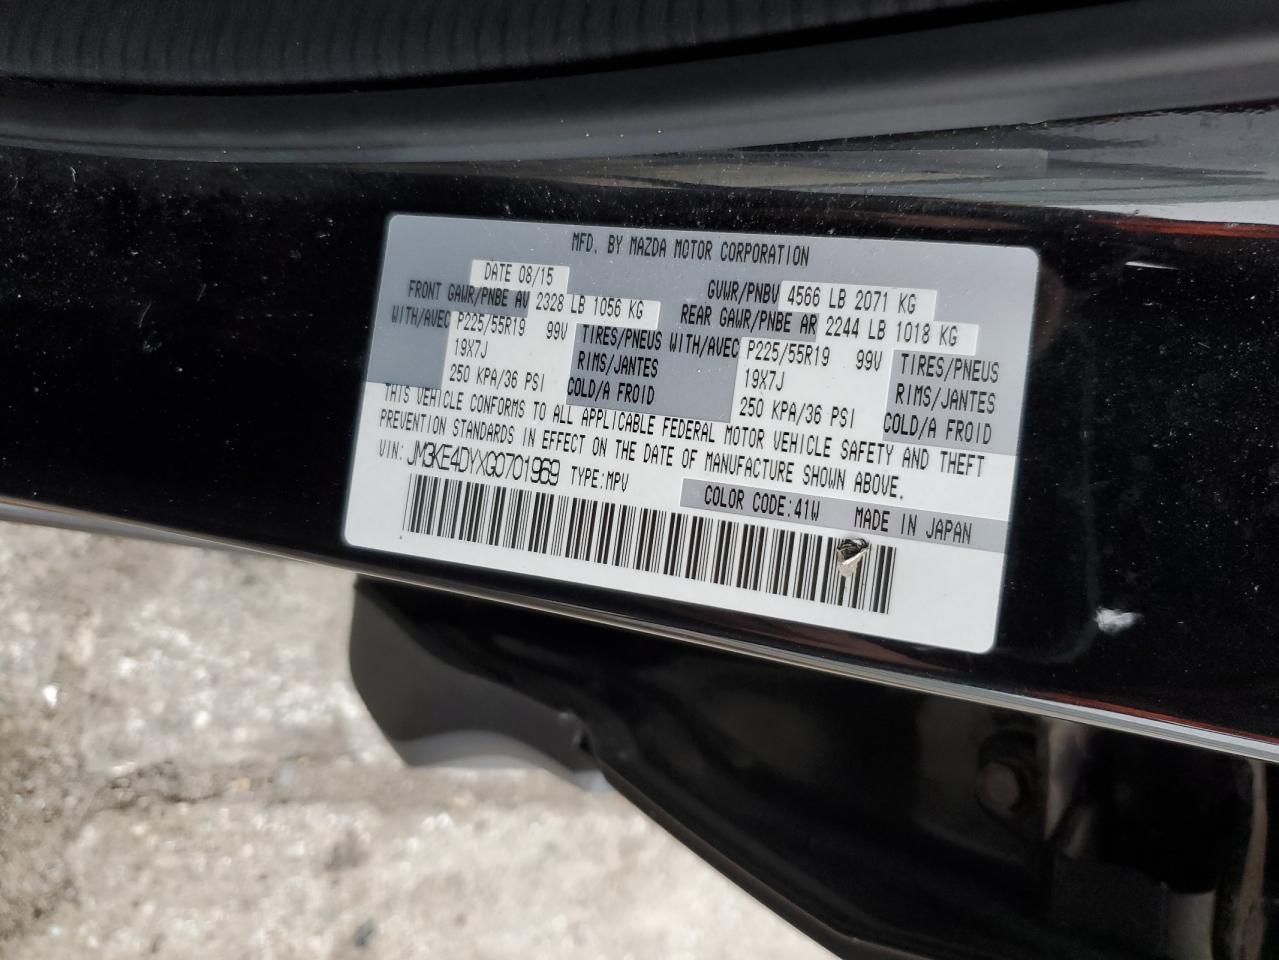 MFD. BY MAZDA MOTOR CORPORATION
DATE 08/15 GVWR/PNBV 4566 LB 2071 KG
FRONT GAWR/PNBE AV 2328 LB 1056 KG REAR GAWR/PNBE AR 2244 LB 1018 KG
WITH/AVEC P225/55R19 99V TIRES/PNEUS WITH/AVEC P225/55R19 99V TIRES/PNEUS
19X7J RIMS/JANTES 19X7J RIMS/JANTES
250 KPA/36 PSI COLD/A FROID 250 KPA/36 PSI COLD/A FROID
THIS VEHICLE CONFORMS TO ALL APPLICABLE FEDERAL MOTOR VEHICLE SAFETY AND THEFT
PREVENTION STANDARDS IN EFFECT ON THE DATE OF MANUFACTURE SHOWN ABOVE.
VIN: JM3KE4DYXG0701969 TYPE:MPV
COLOR CODE:41W MADE IN JAPAN